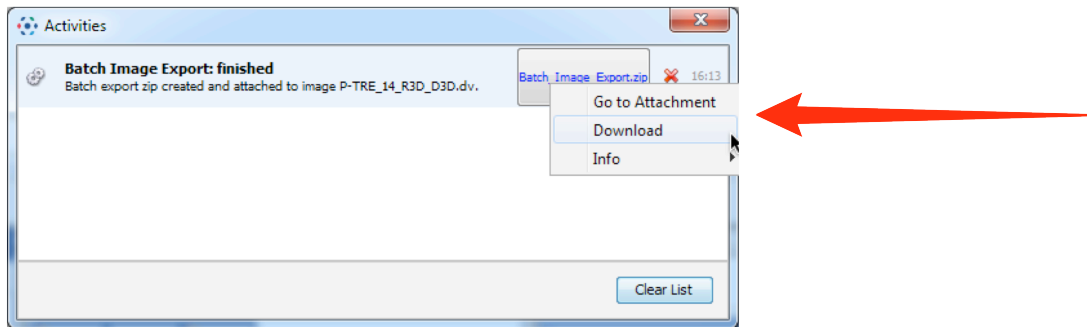 Activities
Batch Image Export: finished
Batch export zip created and attached to image P-TRE_14_R3D_D3D.dv.
Batch_Image_Export.zip
16:13
Go to Attachment
Download
Info
Clear List